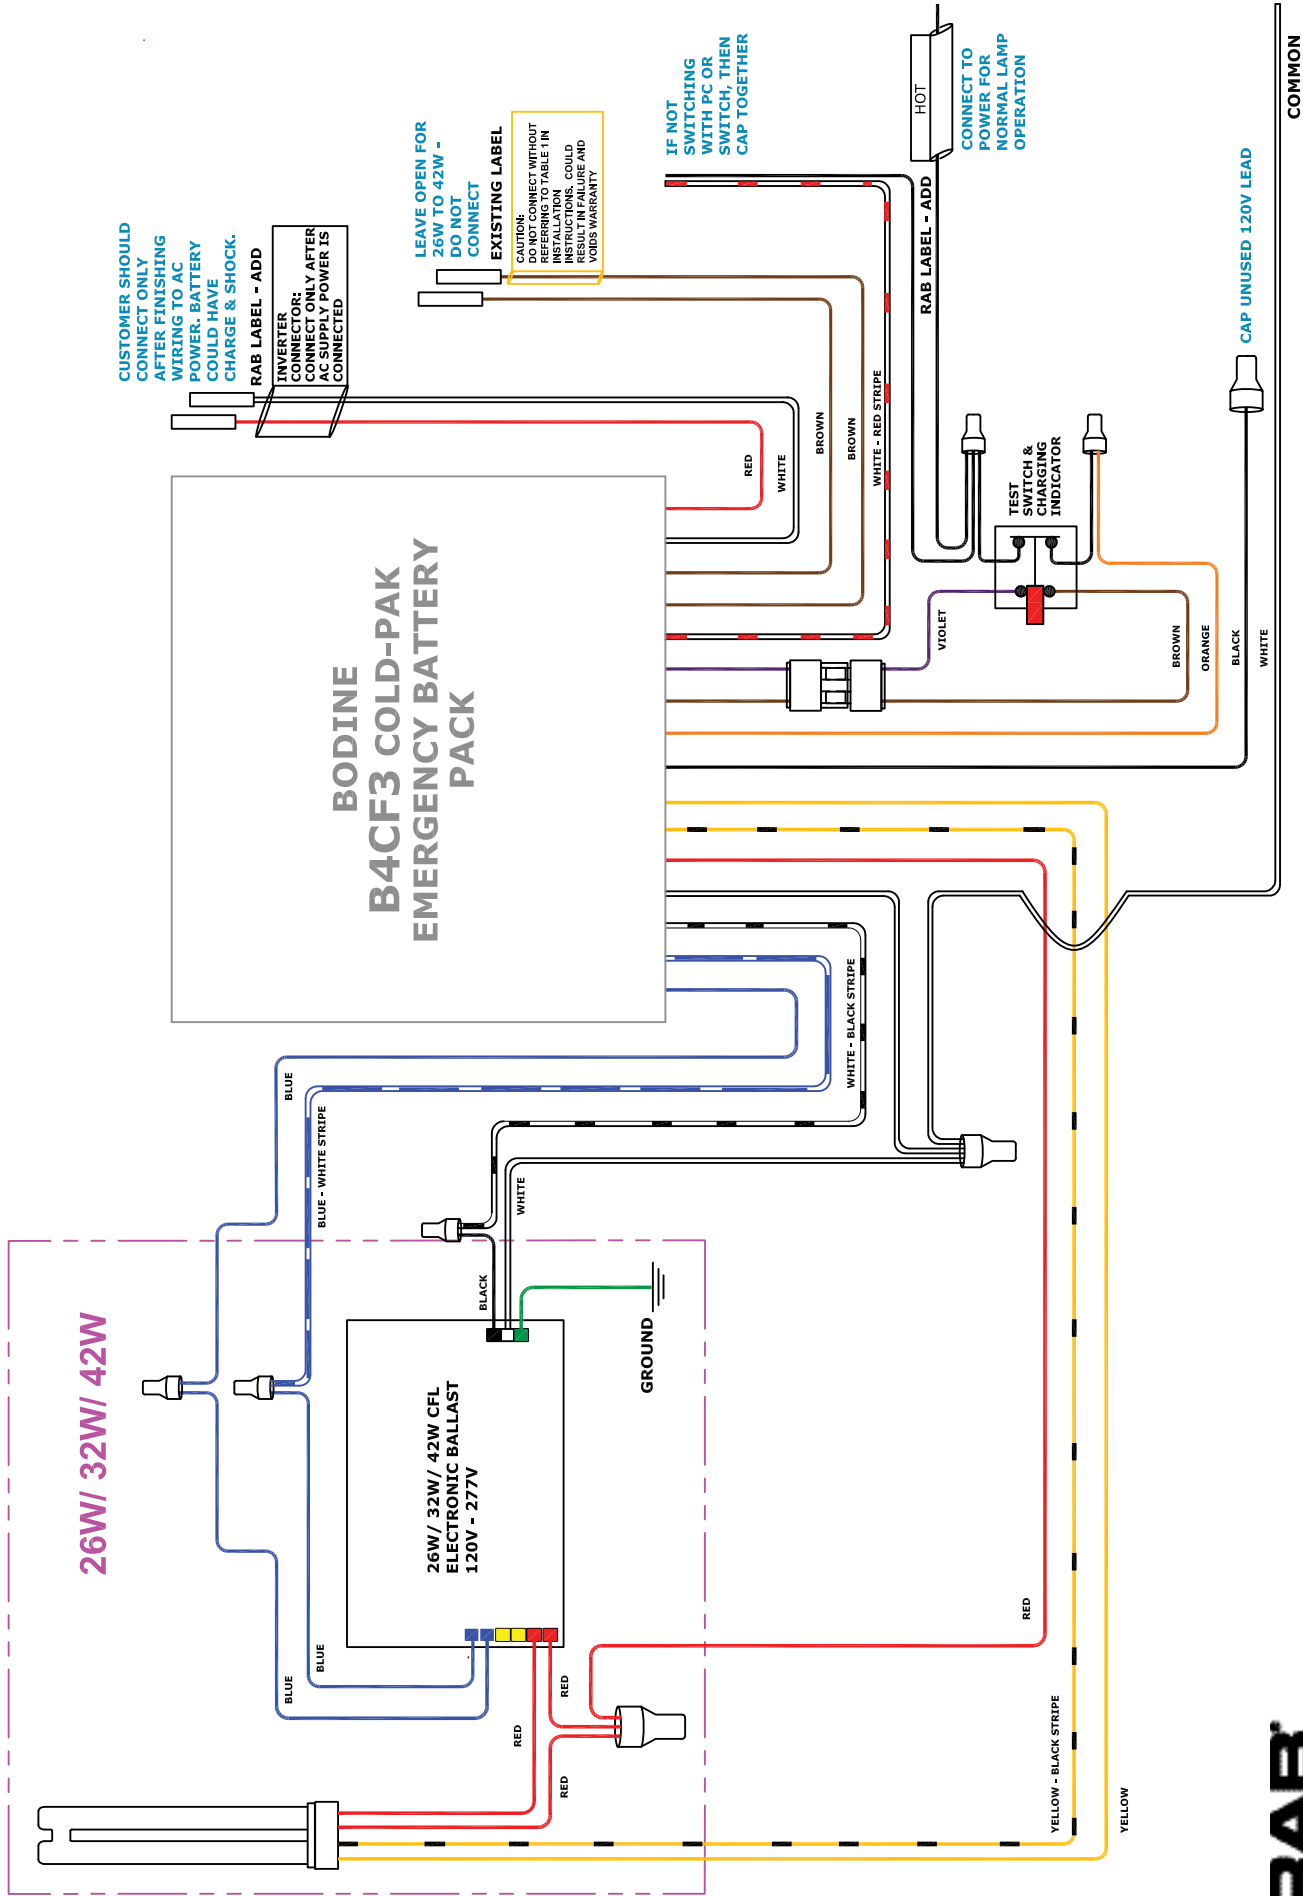 CUSTOMER SHOULD
CONNECT ONLY
AFTER FINISHING
WIRING TO AC
POWER. BATTERY
COULD HAVE
CHARGE & SHOCK.
RAB LABEL - ADD
INVERTER
CONNECTOR:
CONNECT ONLY AFTER
AC SUPPLY POWER IS
CONNECTED
LEAVE OPEN FOR
26W TO 42W -
DO NOT
CONNECT
EXISTING LABEL
CAUTION:
DO NOT CONNECT WITHOUT
REFERRING TO TABLE 1 IN
INSTALLATION
INSTRUCTIONS. COULD
RESULT IN FAILURE AND
VOIDS WARRANTY
IF NOT
SWITCHING
WITH PC OR
SWITCH, THEN
CAP TOGETHER
HOT
RAB LABEL - ADD
CONNECT TO
POWER FOR
NORMAL LAMP
OPERATION
COMMON
CAP UNUSED 120V LEAD
BODINE
B4CF3 COLD-PAK
EMERGENCY BATTERY
PACK
RED
WHITE
BROWN
BROWN
WHITE - RED STRIPE
VIOLET
TEST
SWITCH &
CHARGING
INDICATOR
BROWN
ORANGE
BLACK
WHITE
BLUE
BLUE - WHITE STRIPE
WHITE - BLACK STRIPE
WHITE
BLACK
26W/ 32W/ 42W
26W/ 32W/ 42W CFL
ELECTRONIC BALLAST
120V - 277V
GROUND
BLUE
BLUE
RED
RED
RED
RED
YELLOW - BLACK STRIPE
YELLOW
RAB